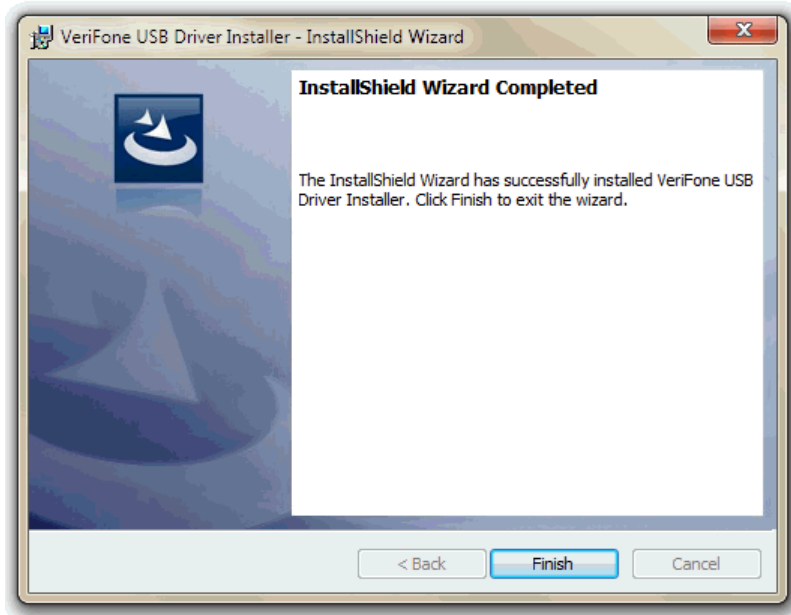 VeriFone USB Driver Installer - InstallShield Wizard
InstallShield Wizard Completed
The InstallShield Wizard has successfully installed VeriFone USB
Driver Installer. Click Finish to exit the wizard.
< Back
Finish
Cancel